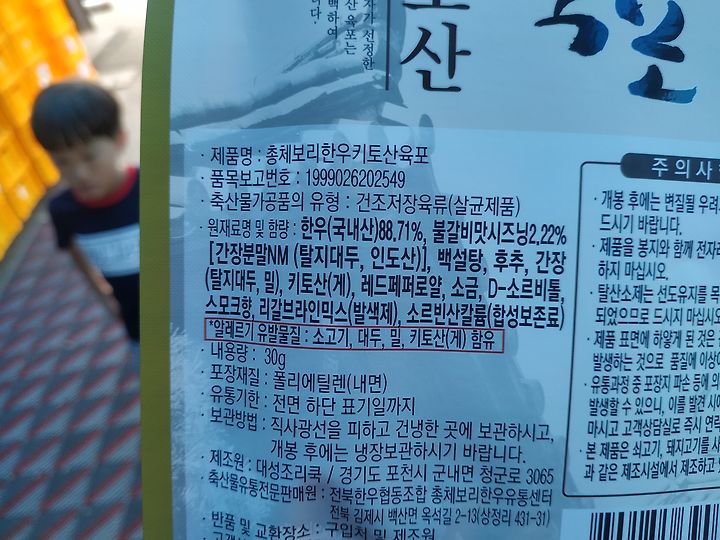 자가 선정한
산육포는
백하여
니다.
산
주의사
· 제품명 : 총체보리한우키토산육포
· 품목보고번호 : 1999026202549
· 축산물가공품의 유형 : 건조저장육류(살균제품)
· 원재료명 및 함량 : 한우(국내산)88.71%, 불갈비맛시즈닝2.22%
[간장분말NM (탈지대두, 인도산)], 백설탕, 후추, 간장
(탈지대두, 밀), 키토산(게), 레드페퍼로얄, 소금, D-소르비톨,
스모크향, 리갈브라인믹스(발색제), 소르빈산칼륨(합성보존료)
*알레르기 유발물질 : 소고기, 대두, 밀, 키토산(게) 함유
· 내용량 : 30g
· 포장재질 : 폴리에틸렌(내면)
· 유통기한 : 전면 하단 표기일까지
· 보관방법 : 직사광선을 피하고 건냉한 곳에 보관하시고,
개봉 후에는 냉장보관하시기 바랍니다.
· 제조원 : 대성조리쿡 / 경기도 포천시 군내면 청군로 3065
· 축산물유통전문판매원 : 전북한우협동조합 총체보리한우유통센터
전북 김제시 백산면 옥석길 2-13(상정리 431-31)
· 반품 및 교환장소 : 구입처 및 제조원
· 개봉 후에는 변질될 우려
드시기 바랍니다.
· 제품을 봉지와 함께 전자
하지 마십시오.
· 탈산소제는 선도유지를 목
되었으므로 드시지 마십시오
· 제품 표면에 하얗게 된 것은
발생하는 것으로 품질에 이상
· 유통과정 중 포장지 파손 등에 의
발생할 수 있으니, 이를 발견 시
마시고 고객상담실로 즉시 연락
· 본 제품은 쇠고기, 돼지고기를 사
과 같은 제조시설에서 제조하고